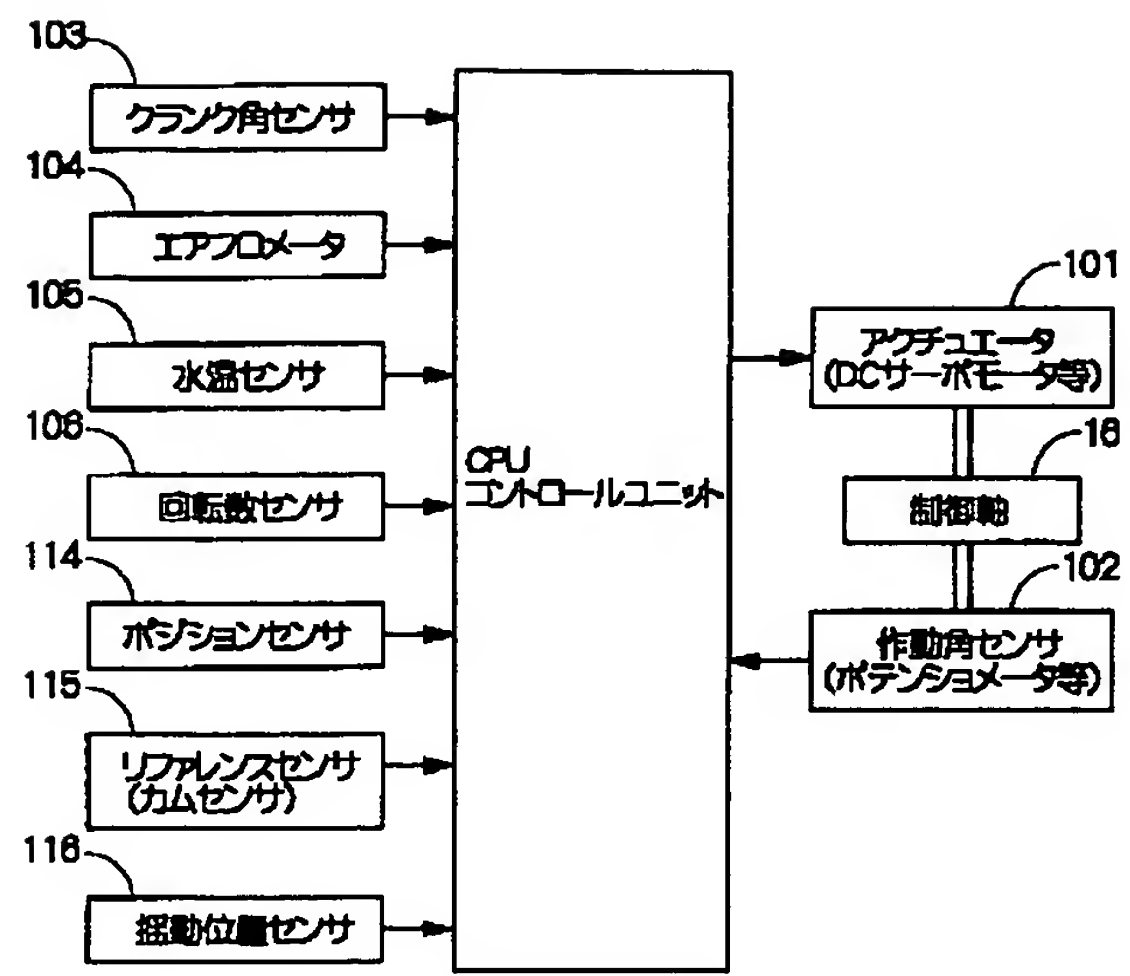 103
クランク角センサ
104
エアフロメータ
105
水温センサ
106
回転数センサ
114
ポジションセンサ
115
リファレンスセンサ
(カムセンサ)
116
揺動位置センサ
CPU
コントロールユニット
101
アクチュエータ
(DCサーボモータ等)
16
制御軸
102
作動角センサ
(ポテンショメータ等)